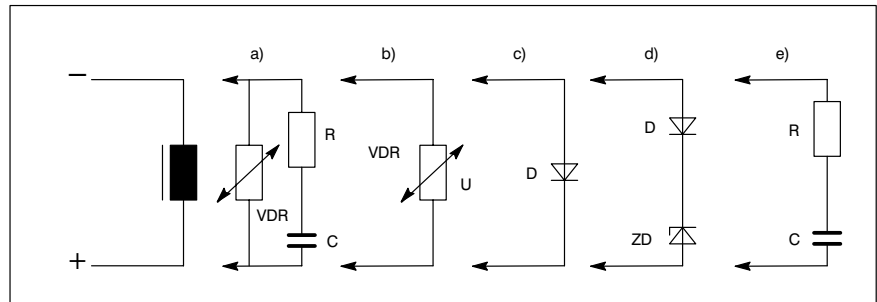 a) b) c) d) e)
−
R D R
VDR
D U
VDR
ZD C
C
+